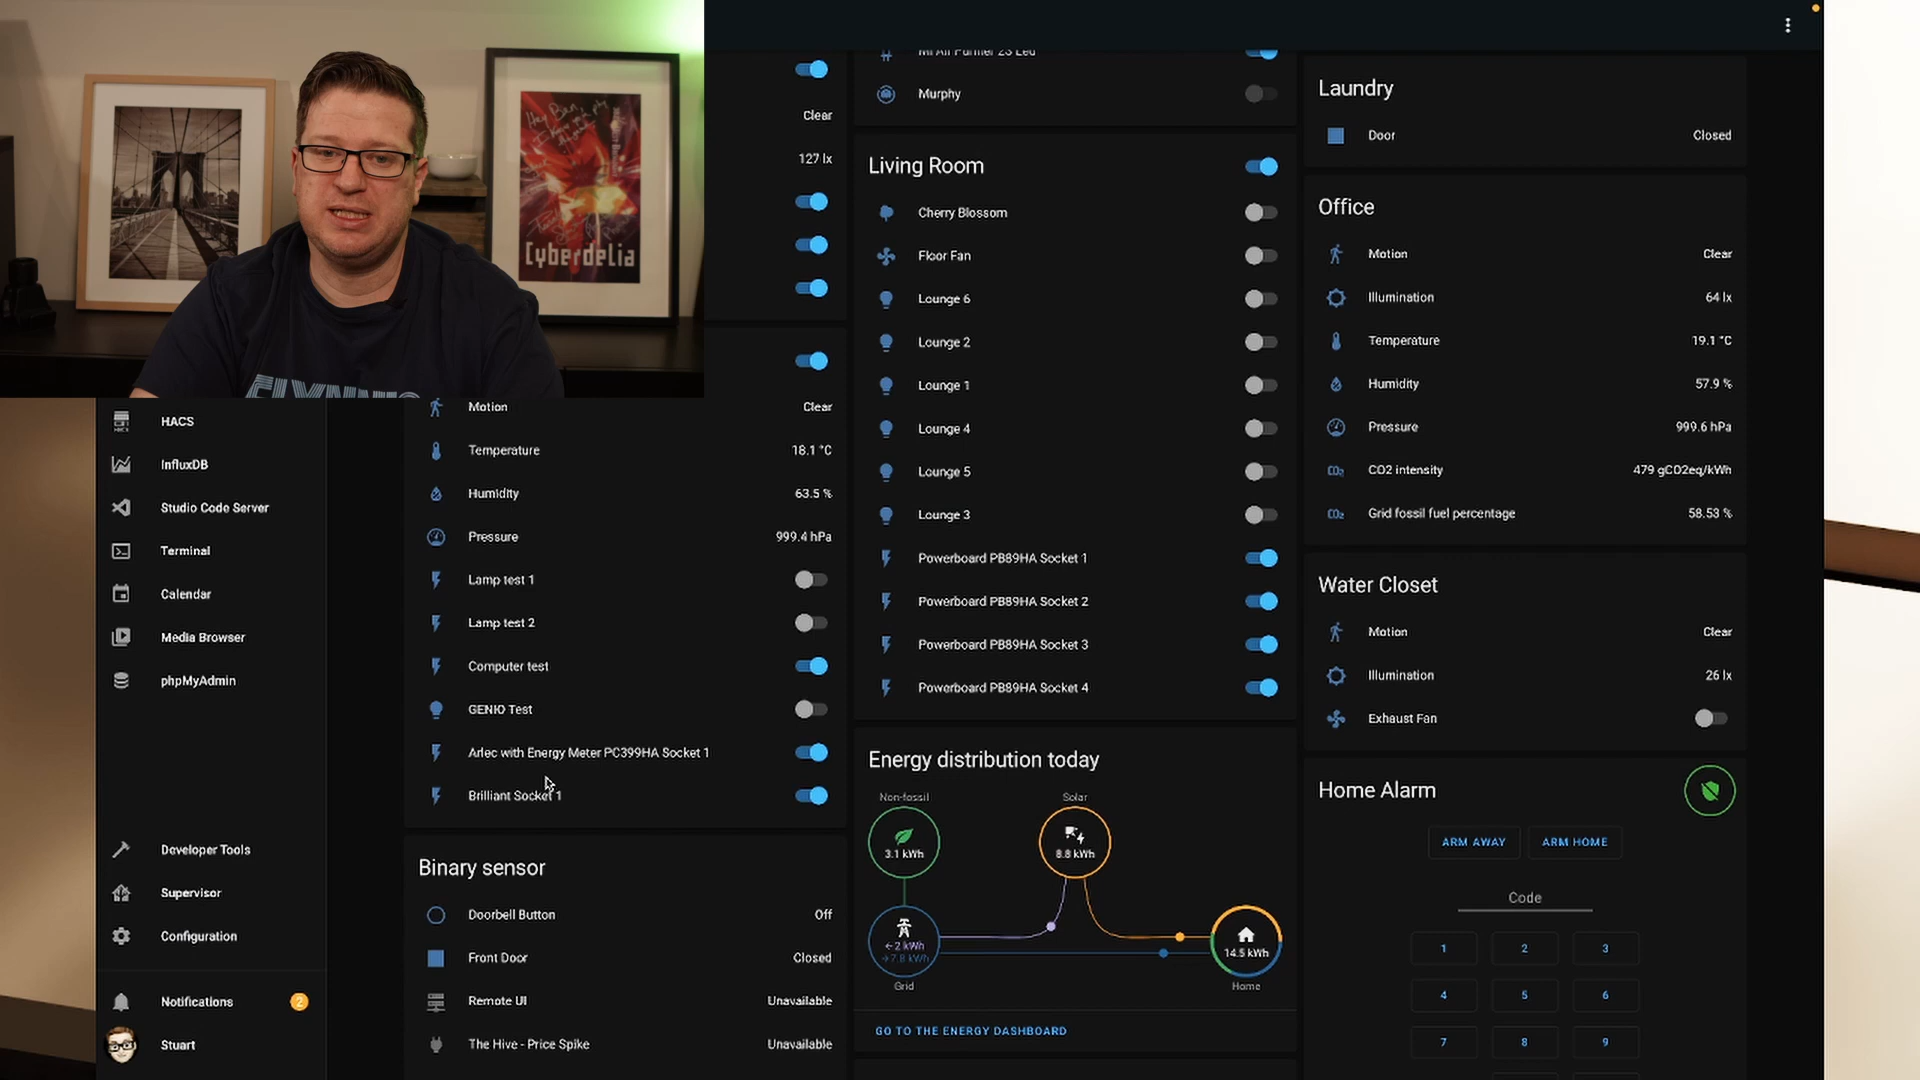 Hey Ben,
Cyberdelia
HACS
InfluxDB
Studio Code Server
Terminal
Calendar
Media Browser
phpMyAdmin
Developer Tools
Supervisor
Configuration
Notifications 2
Stuart
Clear
127 lx
Motion Clear
Temperature 18.1 °C
Humidity 63.5 %
Pressure 999.4 hPa
Lamp test 1
Lamp test 2
Computer test
GENIO Test
Arlec with Energy Meter PC399HA Socket 1
Brilliant Socket 1
Binary sensor
Doorbell Button Off
Front Door Closed
Remote UI Unavailable
The Hive - Price Spike Unavailable
Murphy
Living Room
Cherry Blossom
Floor Fan
Lounge 6
Lounge 2
Lounge 1
Lounge 4
Lounge 5
Lounge 3
Powerboard PB89HA Socket 1
Powerboard PB89HA Socket 2
Powerboard PB89HA Socket 3
Powerboard PB89HA Socket 4
Energy distribution today
Non-fossil Solar
3.1 kWh 8.8 kWh
←2 kWh
→7.8 kWh
14.5 kWh
Grid Home
GO TO THE ENERGY DASHBOARD
Laundry
Door Closed
Office
Motion Clear
Illumination 64 lx
Temperature 19.1 °C
Humidity 57.9 %
Pressure 999.6 hPa
CO2 intensity 479 gCO2eq/kWh
Grid fossil fuel percentage 58.53 %
Water Closet
Motion Clear
Illumination 26 lx
Exhaust Fan
Home Alarm
ARM AWAY ARM HOME
Code
1 2 3
4 5 6
7 8 9